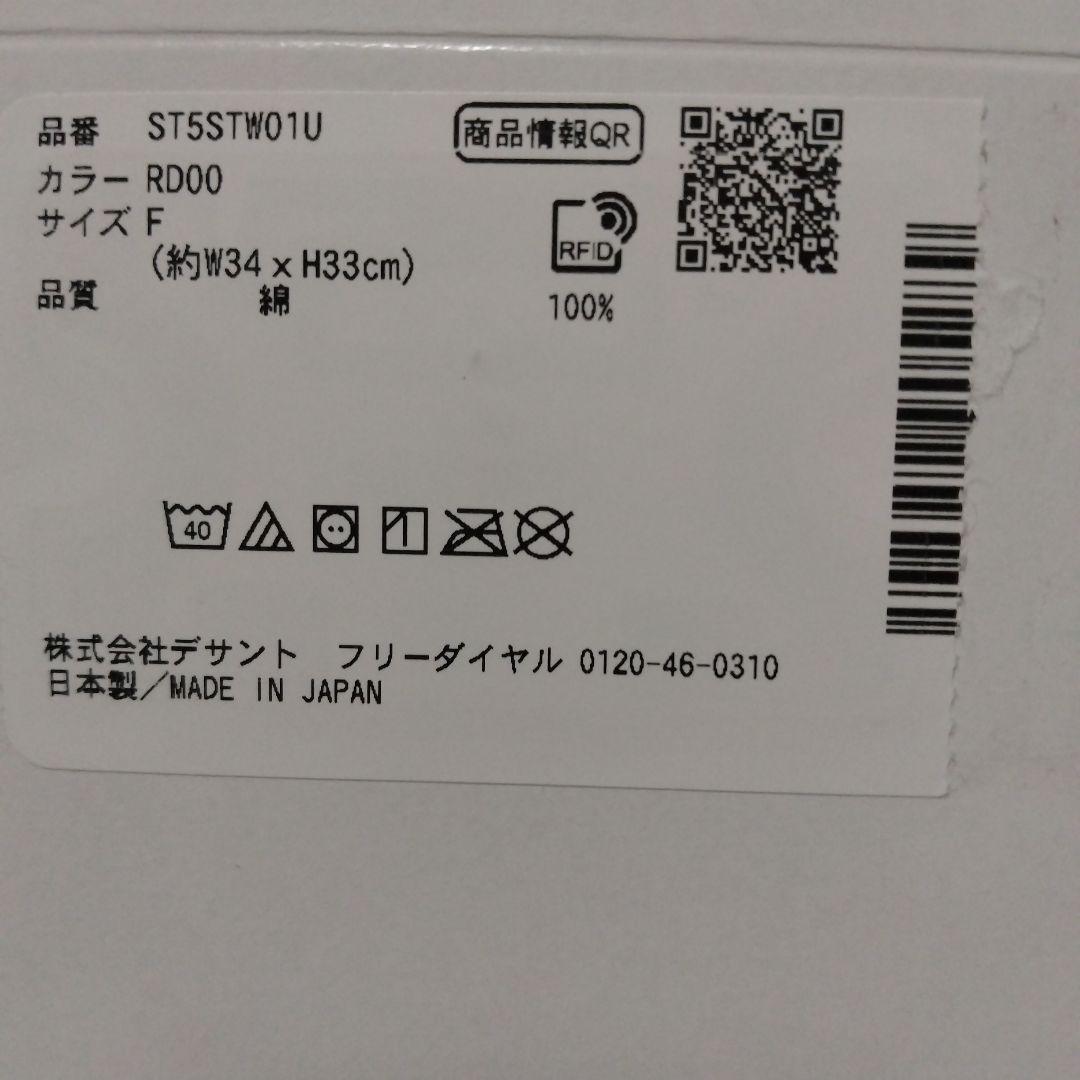 品番 ST5STW01U
商品情報QR
カラー RD00
サイズ F
(約W34×H33cm)
RFID
品質 綿 100%
40
株式会社デサント フリーダイヤル 0120-46-0310
日本製/MADE IN JAPAN